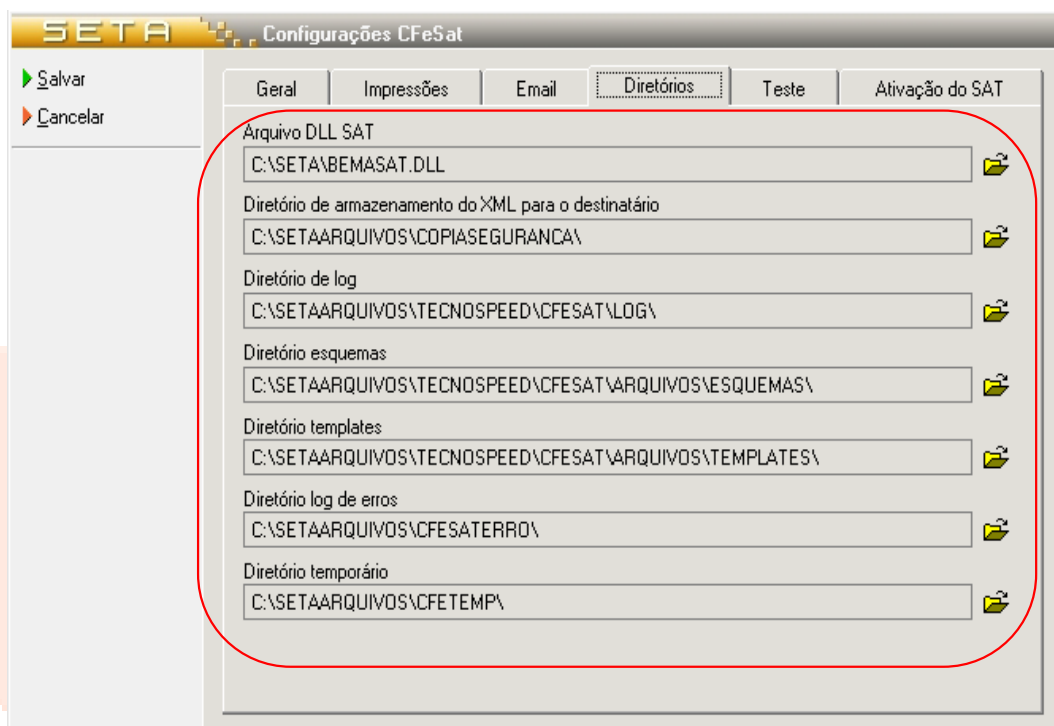 SETA Configurações CFeSat
Salvar
Cancelar
Geral Impressões Email Diretórios Teste Ativação do SAT
Arquivo DLL SAT
C:\SETA\BEMASAT.DLL
Diretório de armazenamento do XML para o destinatário
C:\SETAARQUIVOS\COPIASEGURANCA\
Diretório de log
C:\SETAARQUIVOS\TECNOSPEED\CFESAT\LOG\
Diretório esquemas
C:\SETAARQUIVOS\TECNOSPEED\CFESAT\ARQUIVOS\ESQUEMAS\
Diretório templates
C:\SETAARQUIVOS\TECNOSPEED\CFESAT\ARQUIVOS\TEMPLATES\
Diretório log de erros
C:\SETAARQUIVOS\CFESATERRO\
Diretório temporário
C:\SETAARQUIVOS\CFETEMP\